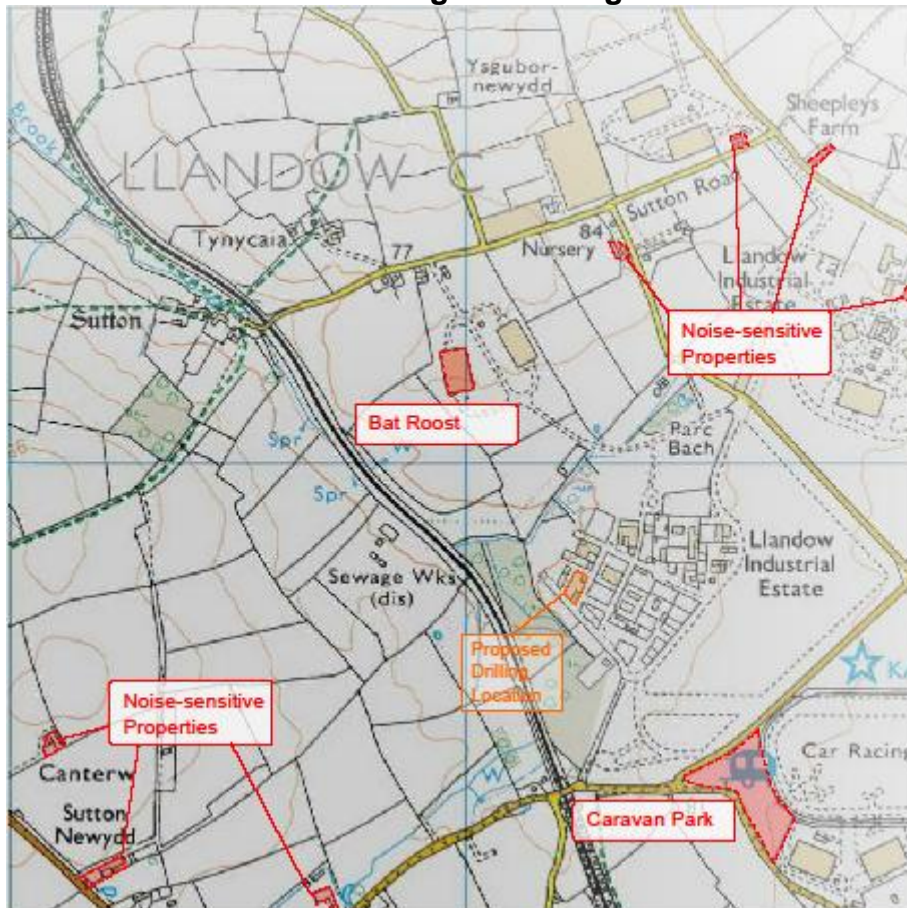 Ysgubor-
newydd
Sheepleys
Farm
Brook
LLANDOW C
Sutton Road
Tynycaia
77
84
Nursery
Llandow
Industrial
Estate
Sutton
Noise-sensitive
Properties
Bat Roost
Spr
W
Parc
Bach
Spr
Llandow
Industrial
Estate
Sewage Wks
(dis)
Proposed
Drilling
Location
Noise-sensitive
Properties
Car Racing
Canterw
W
Caravan Park
Sutton
Newydd